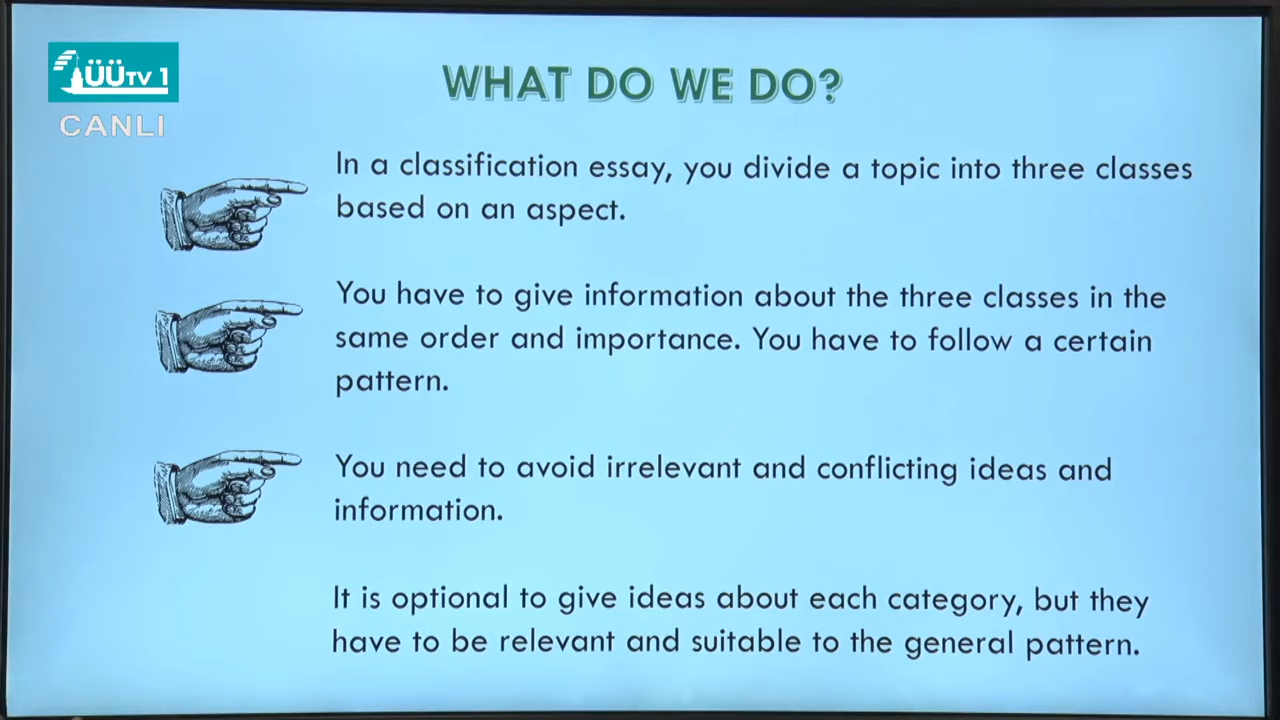 ÜÜTV 1
CANLI
WHAT DO WE DO?
In a classification essay, you divide a topic into three classes
based on an aspect.
You have to give information about the three classes in the
same order and importance. You have to follow a certain
pattern.
You need to avoid irrelevant and conflicting ideas and
information.
It is optional to give ideas about each category, but they
have to be relevant and suitable to the general pattern.